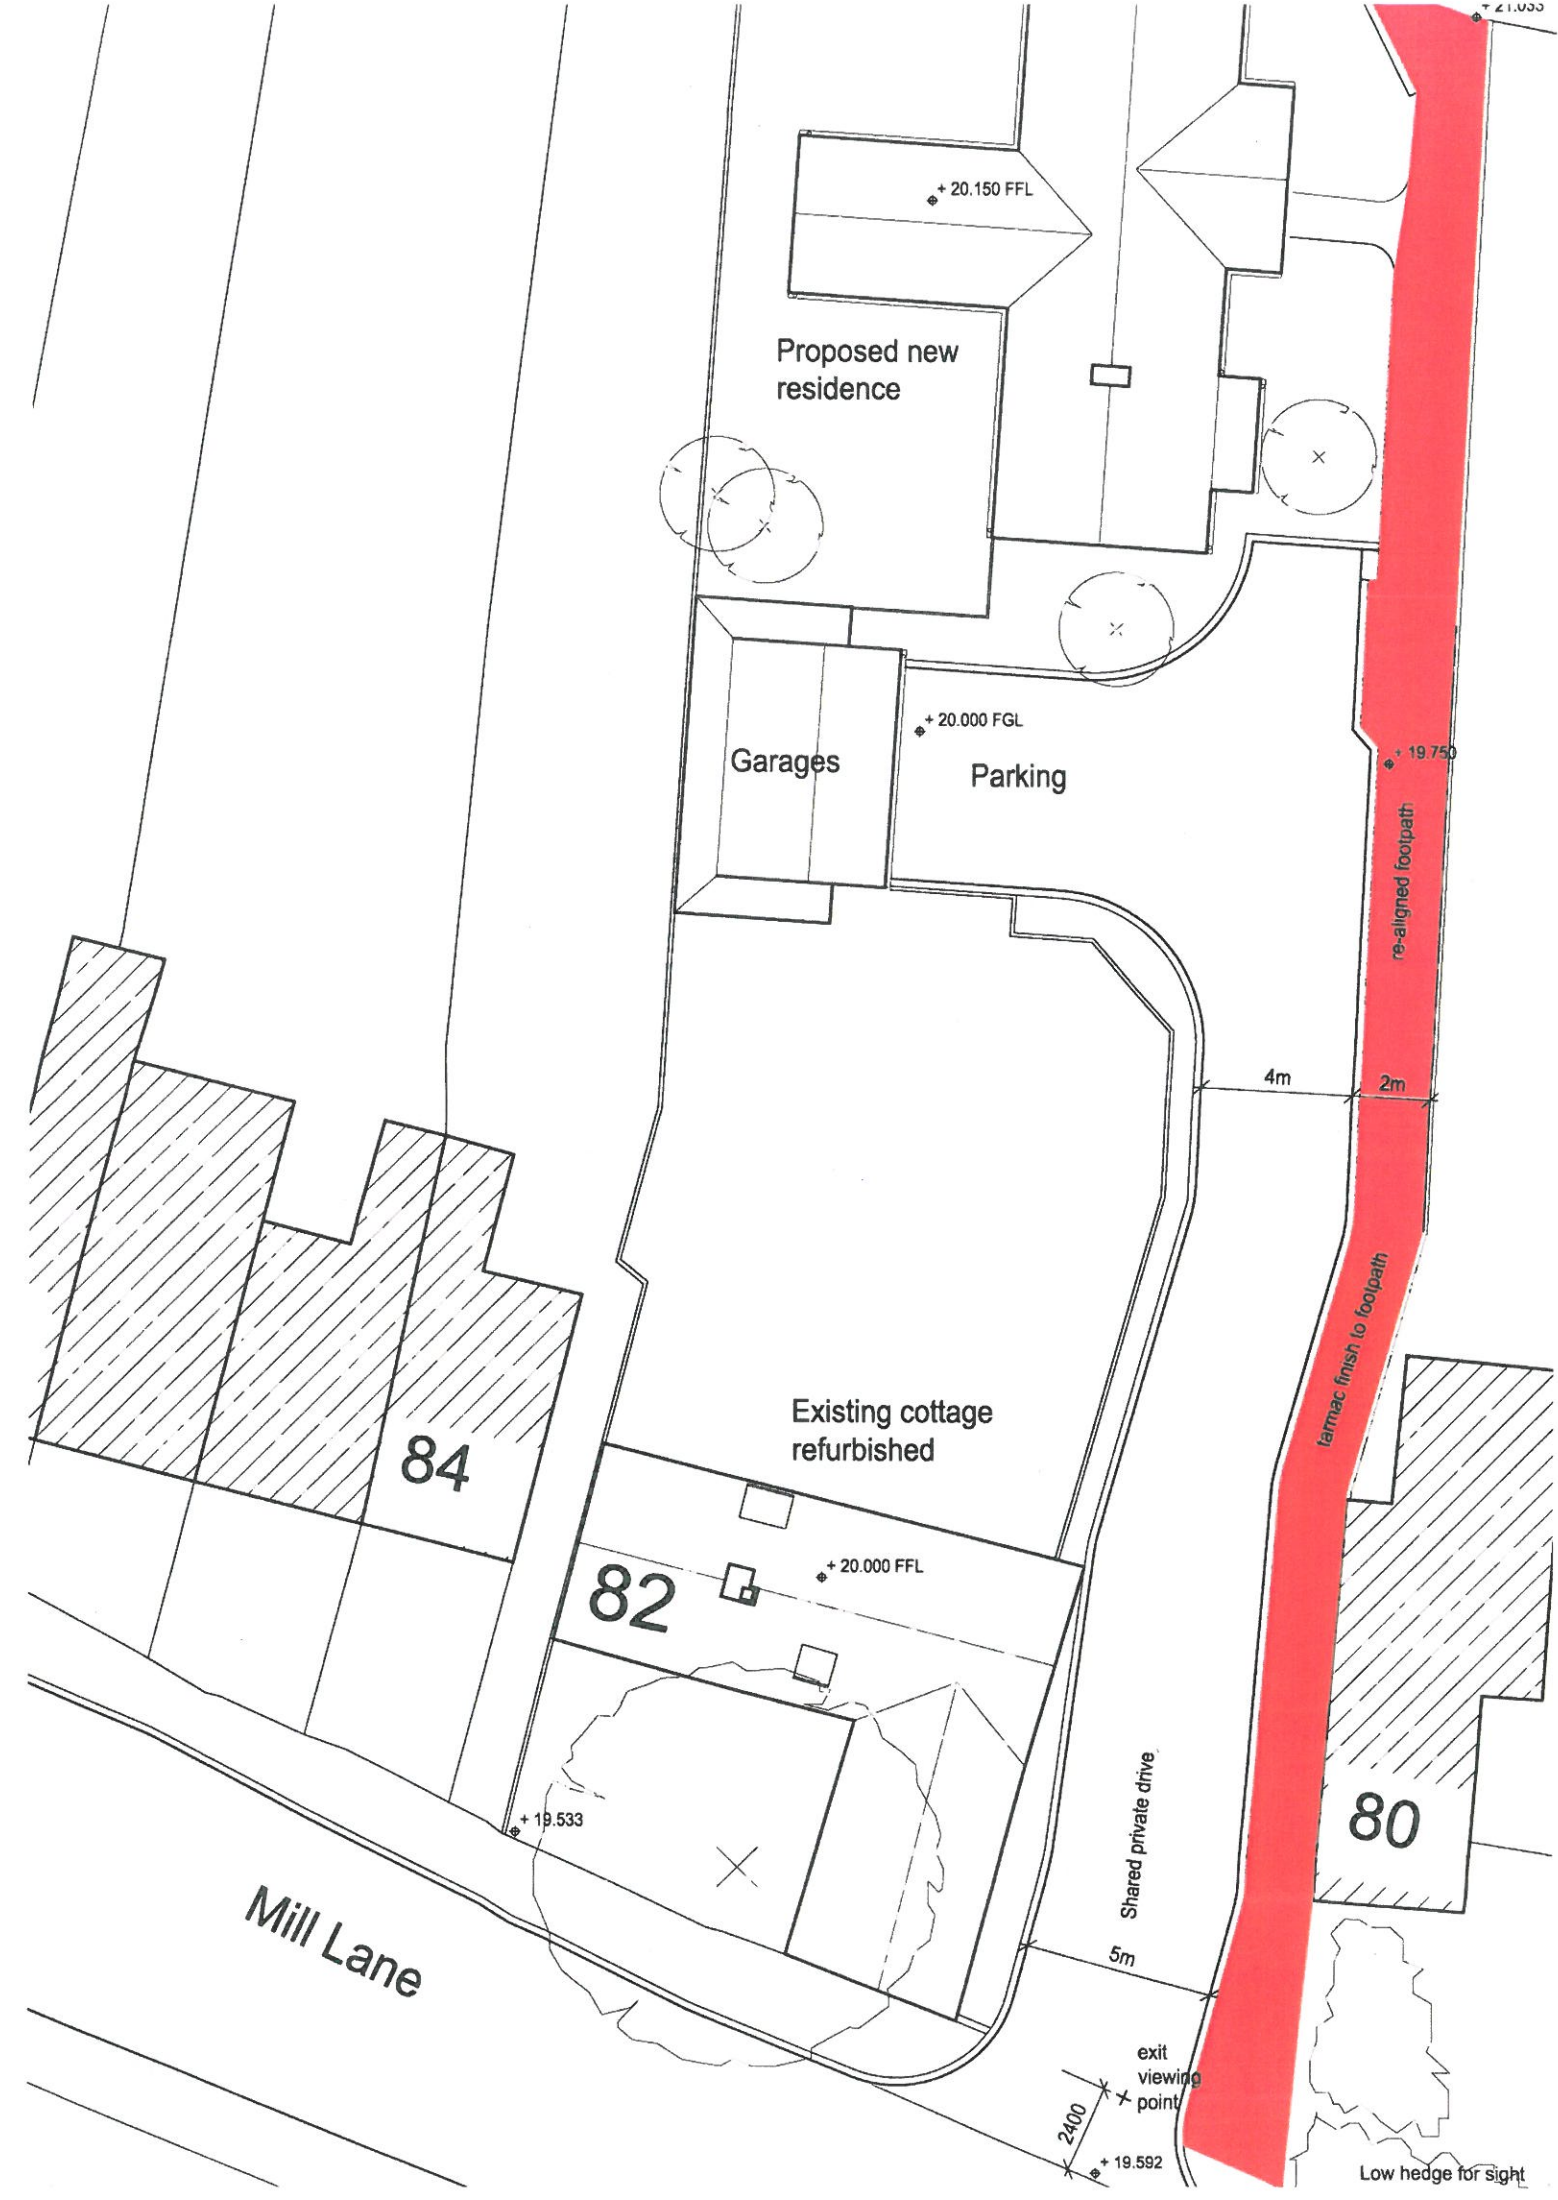 + 21.033
+ 20.150 FFL
Proposed new
residence
+ 20.000 FGL
Garages
Parking
+ 19.750
re-aligned footpath
4m
2m
tarmac finish to footpath
Existing cottage
refurbished
84
82
+ 20.000 FFL
80
Shared private drive
+ 19.533
Mill Lane
5m
exit
viewing
point
2400
+ 19.592
Low hedge for sight